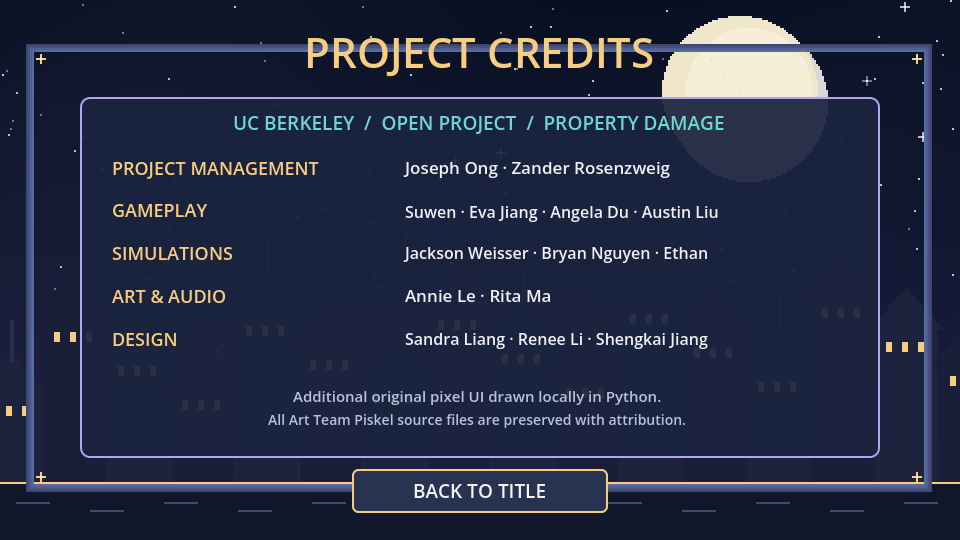 PROJECT CREDITS
UC BERKELEY / OPEN PROJECT / PROPERTY DAMAGE
PROJECT MANAGEMENT Joseph Ong · Zander Rosenzweig
GAMEPLAY Suwen · Eva Jiang · Angela Du · Austin Liu
SIMULATIONS Jackson Weisser · Bryan Nguyen · Ethan
ART & AUDIO Annie Le · Rita Ma
DESIGN Sandra Liang · Renee Li · Shengkai Jiang
Additional original pixel UI drawn locally in Python.
All Art Team Piskel source files are preserved with attribution.
BACK TO TITLE